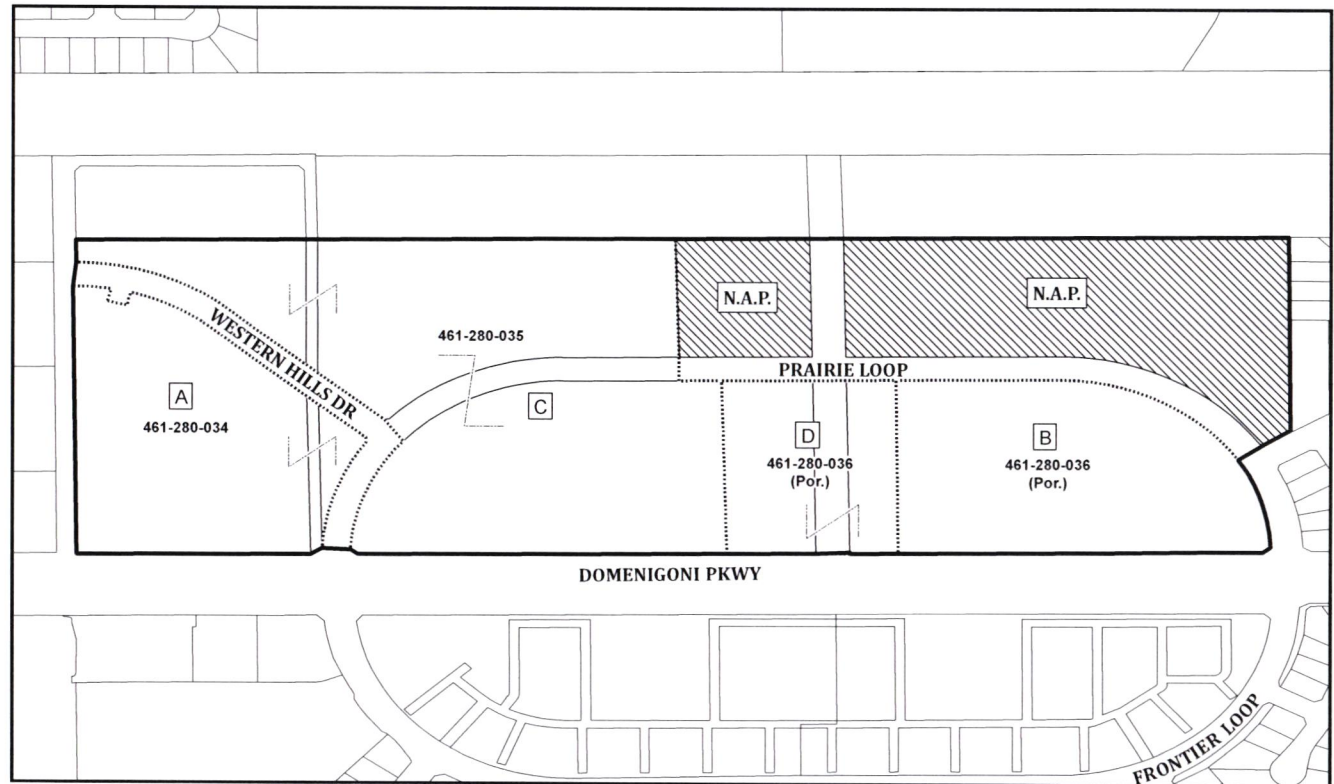 N.A.P.
N.A.P.
WESTERN HILLS DR
461-280-035
PRAIRIE LOOP
A
461-280-034
C
D
461-280-036
(Por.)
B
461-280-036
(Por.)
DOMENIGONI PKWY
FRONTIER LOOP